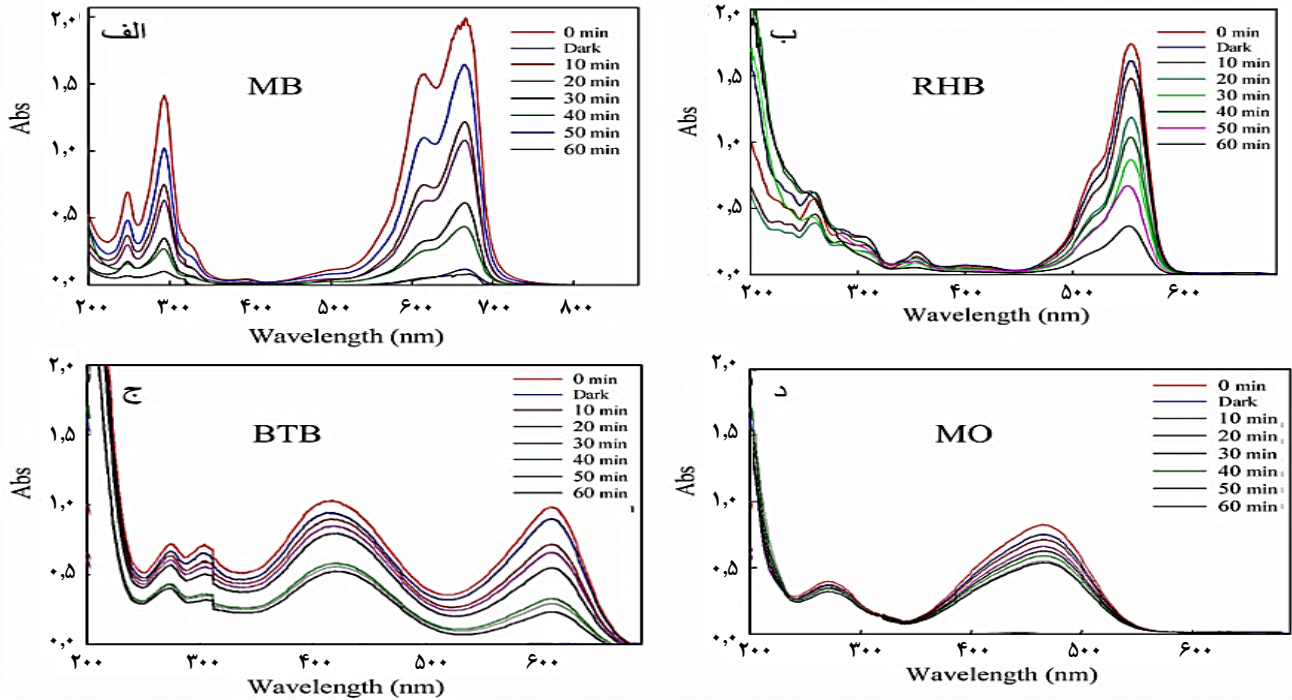 الف
MB
Abs
۲٫۰
۱٫۵
۱٫۰
۰٫۵
۰٫۰
۲۰۰ ۳۰۰ ۴۰۰ ۵۰۰ ۶۰۰ ۷۰۰ ۸۰۰
Wavelength (nm)
0 min
Dark
10 min
20 min
30 min
40 min
50 min
60 min
ب
RHB
Abs
۲٫۰
۱٫۵
۱٫۰
۰٫۵
۰٫۰
۲۰۰ ۳۰۰ ۴۰۰ ۵۰۰ ۶۰۰
Wavelength (nm)
0 min
Dark
10 min
20 min
30 min
40 min
50 min
60 min
ج
BTB
Abs
۲٫۰
۱٫۵
۱٫۰
۰٫۵
۰٫۰
۲۰۰ ۳۰۰ ۴۰۰ ۵۰۰ ۶۰۰
Wavelength (nm)
0 min
Dark
10 min
20 min
30 min
40 min
50 min
60 min
د
MO
Abs
۲٫۰
۱٫۵
۱٫۰
۰٫۵
۰٫۰
۲۰۰ ۳۰۰ ۴۰۰ ۵۰۰ ۶۰۰
Wavelength (nm)
0 min
Dark
10 min
20 min
30 min
40 min
50 min
60 min